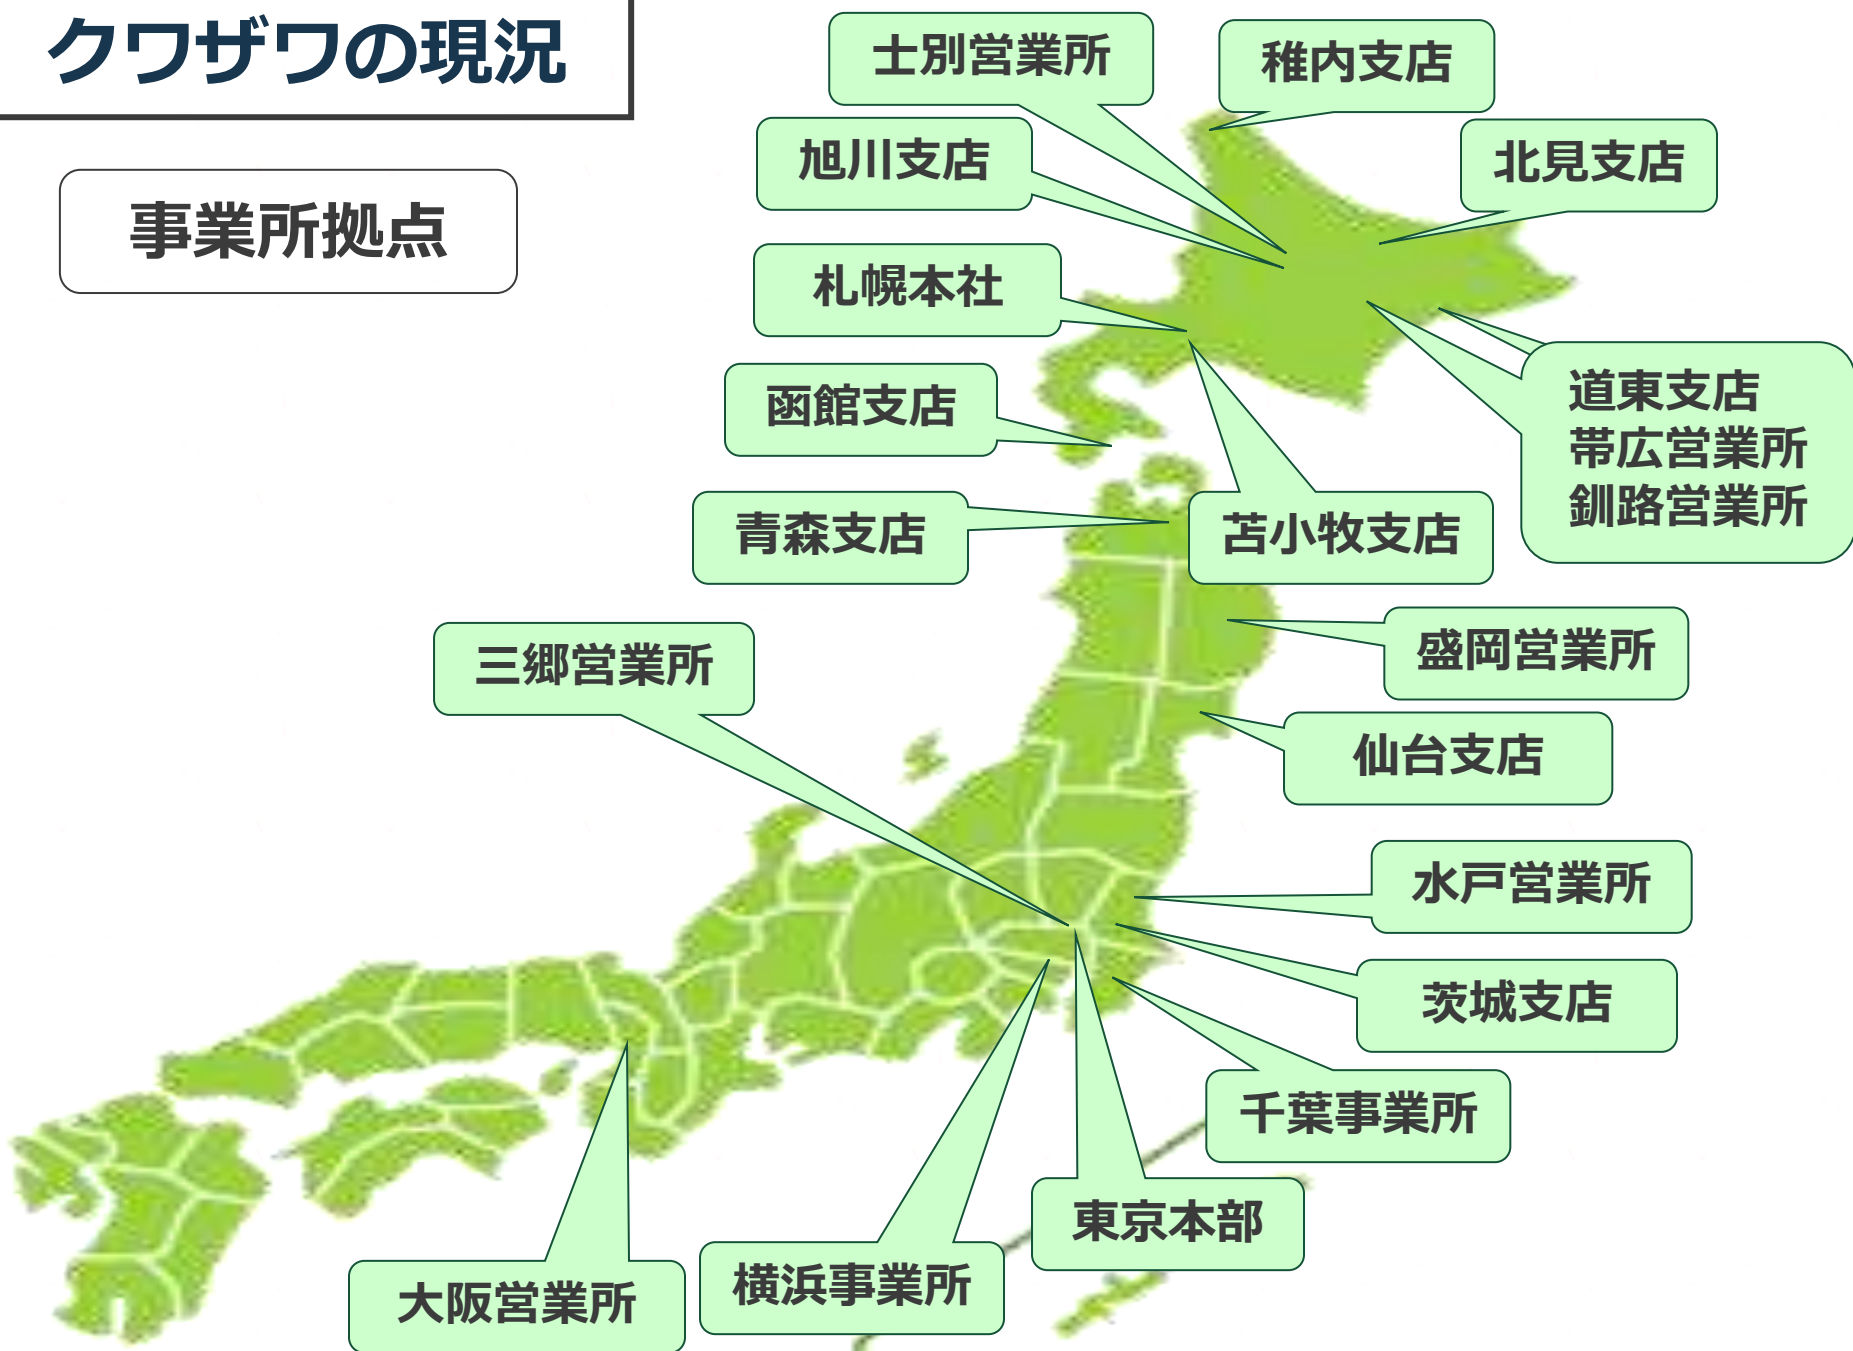 クワザワの現況
事業所拠点
士別営業所
稚内支店
旭川支店
北見支店
札幌本社
函館支店
道東支店
帯広営業所
釧路営業所
青森支店
苫小牧支店
三郷営業所
盛岡営業所
仙台支店
水戸営業所
茨城支店
千葉事業所
東京本部
横浜事業所
大阪営業所